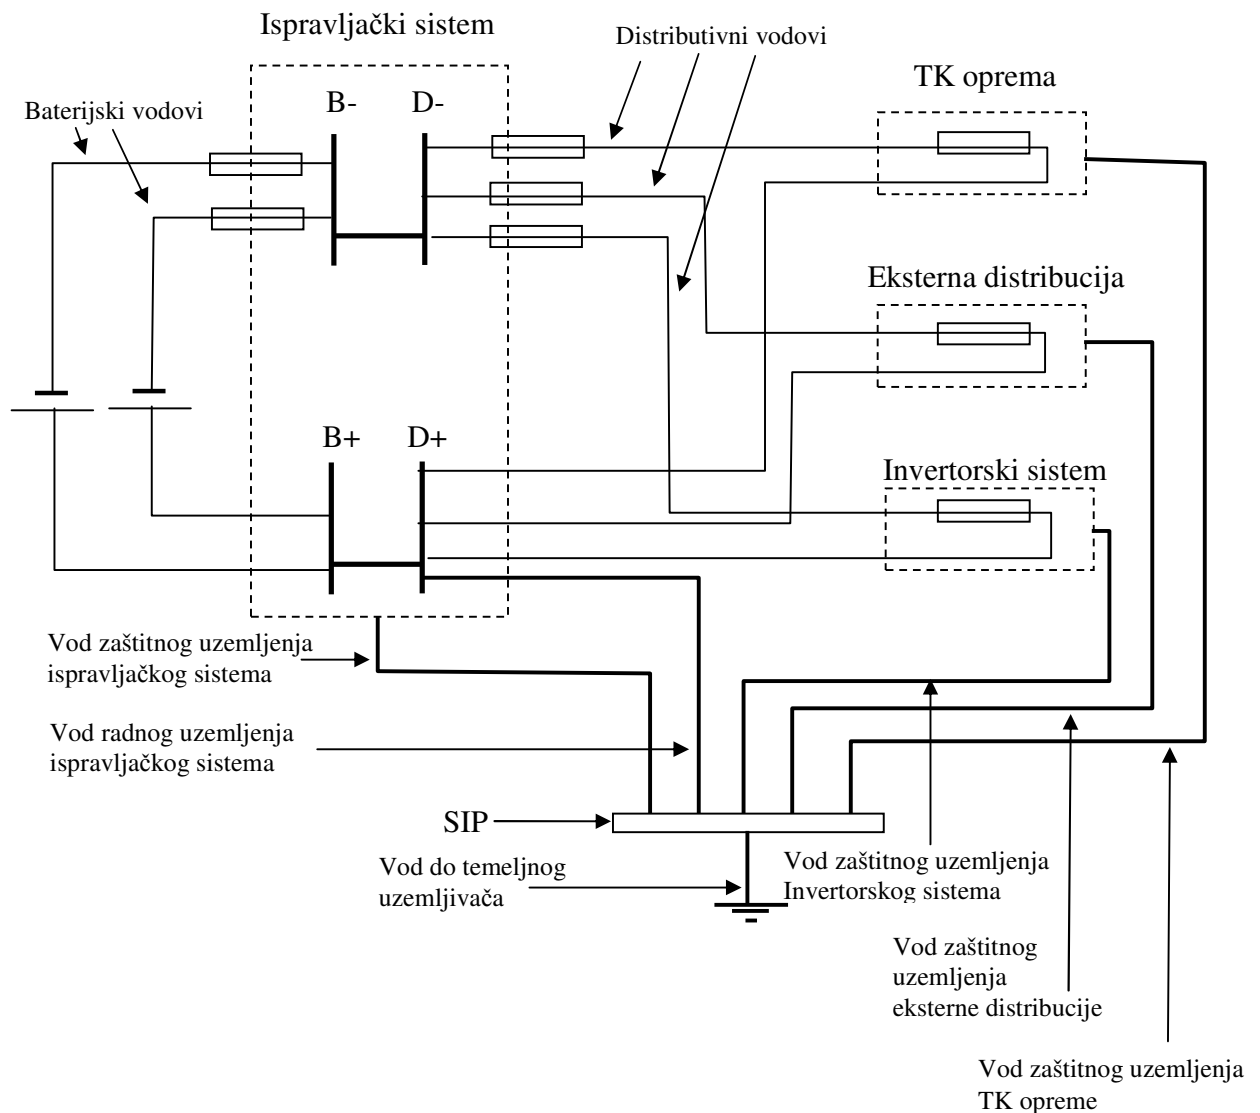 Ispravljački sistem
Distributivni vodovi
TK oprema
B-
D-
Baterijski vodovi
Eksterna distribucija
B+
D+
Invertorski sistem
Vod zaštitnog uzemljenja
ispravljačkog sistema
Vod radnog uzemljenja
ispravljačkog sistema
SIP
Vod do temeljnog
uzemljivača
Vod zaštitnog uzemljenja
Invertorskog sistema
Vod zaštitnog
uzemljenja
eksterne distribucije
Vod zaštitnog uzemljenja
TK opreme